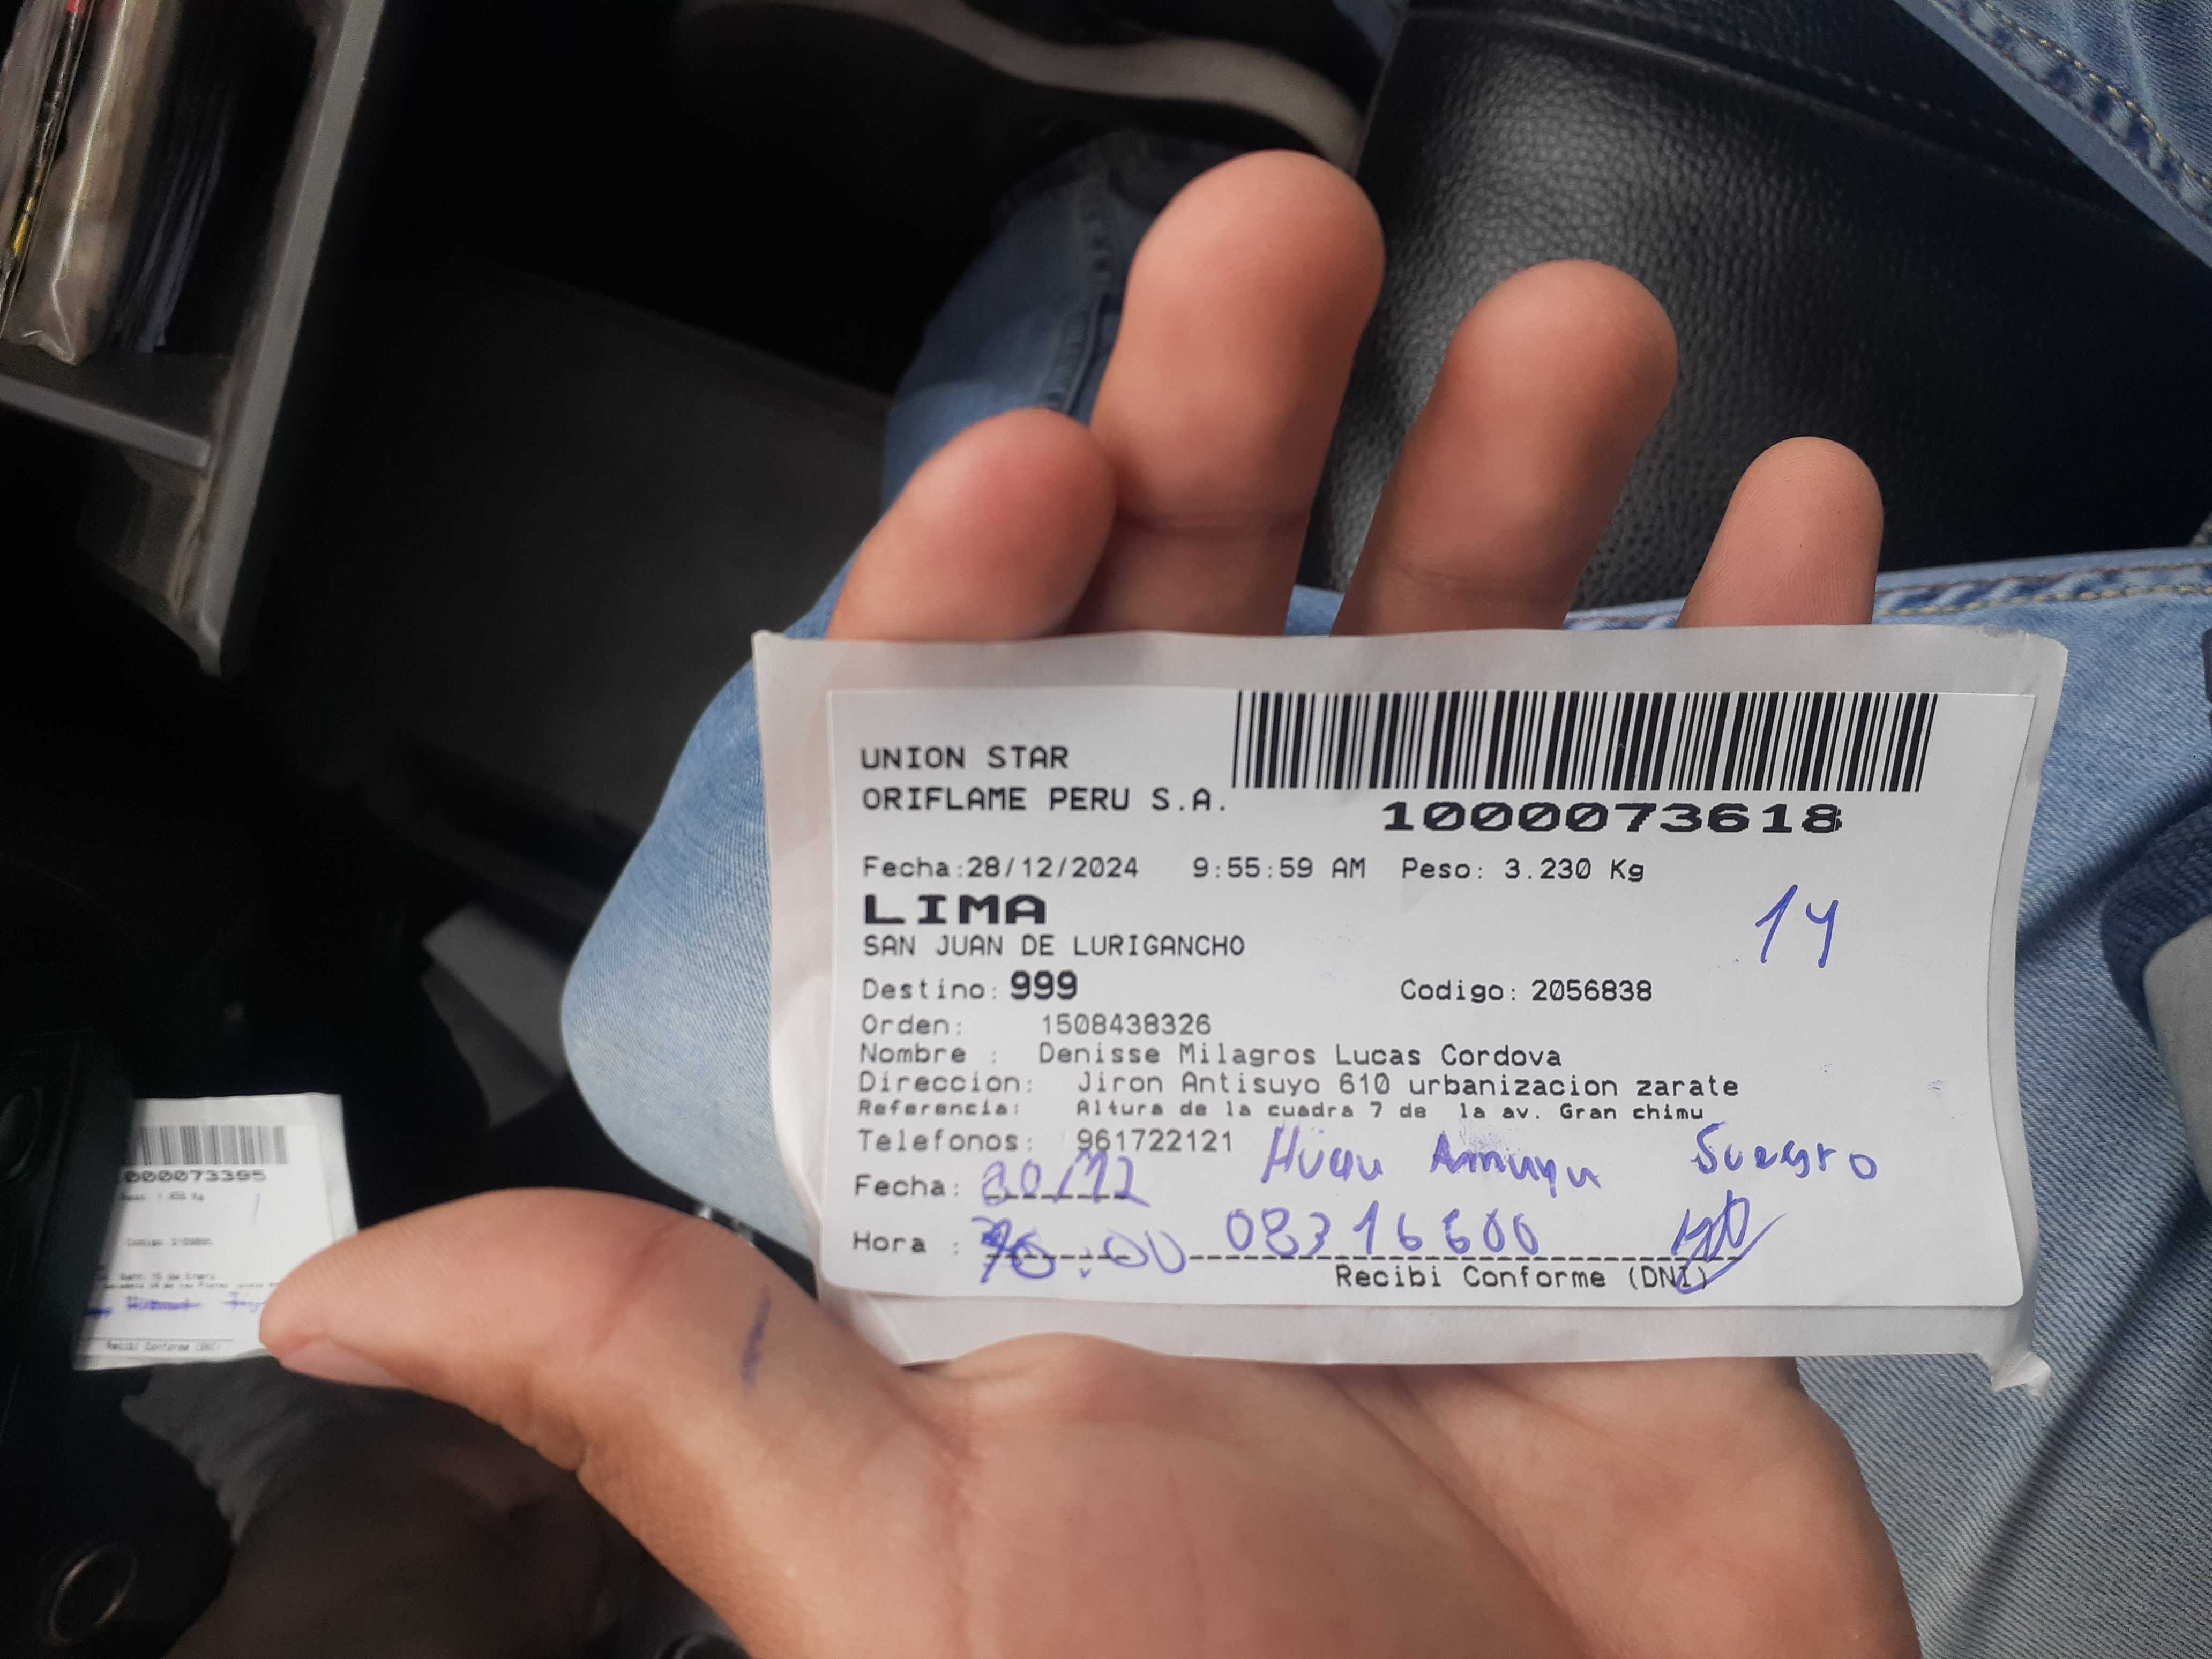 UNION STAR
ORIFLAME PERU S.A.
1000073618
Fecha:28/12/2024 9:55:59 AM Peso: 3.230 Kg
LIMA
14
SAN JUAN DE LURIGANCHO
Destino: 999 Codigo: 2056838
Orden: 1508438326
Nombre : Denisse Milagros Lucas Cordova
Direccion: Jiron Antisuyo 610 urbanizacion zarate
Referencia: Altura de la cuadra 7 de la av. Gran chimu
Telefonos: 961722121
Suegro
Fecha: 30/12
Hora : :00 08316600
Recibi Conforme (DNI)
000073395
Recibi Conforme (DNI)